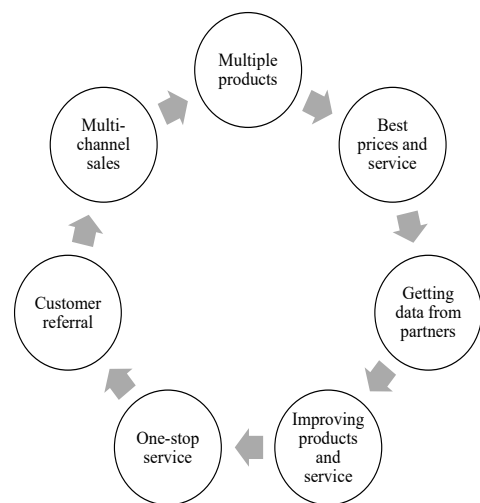 Multiple
products
Best
prices and
service
Getting
data from
partners
Improving
products and
service
One-stop
service
Customer
referral
Multi-
channel
sales